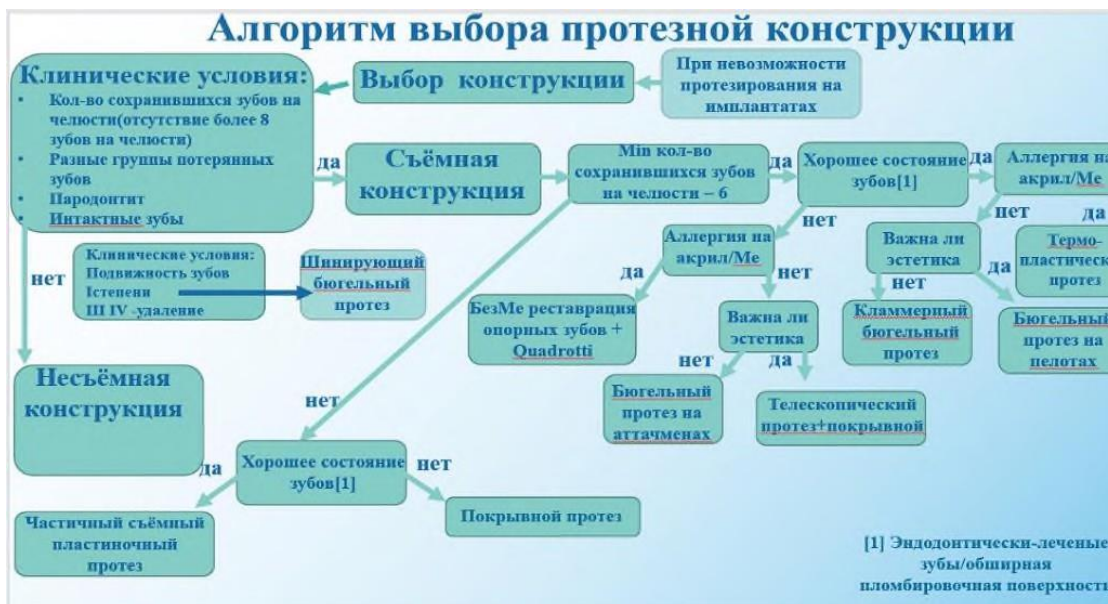 Алгоритм выбора протезной конструкции
Клинические условия:
• Кол-во сохранившихся зубов на
челюсти(отсутствие более 8
зубов на челюсти)
• Разные группы потерянных
зубов
• Пародонтит
• Интактные зубы
Выбор конструкции
При невозможности
протезирования на
имплантатах
да
Съёмная
конструкция
Min кол-во
сохранившихся зубов
на челюсти – 6
да
Хорошее состояние
зубов[1]
да
Аллергия на
акрил/Ме
нет
Клинические условия:
Подвижность зубов
Iстепени
III IV -удаление
Шинирующий
бюгельный
протез
нет
Аллергия на
акрил/Ме
нет
да
Важна ли
эстетика
Термо-
пластический
протез
да
нет
нет
да
БезМе реставрация
опорных зубов +
Quadrotti
Важна ли
эстетика
Кламмерный
бюгельный
протез
Бюгельный
протез на
пелотах
нет
да
Бюгельный
протез на
аттачменах
Телескопический
протез+покрывной
Несъёмная
конструкция
нет
да
Хорошее состояние
зубов[1]
нет
Частичный съёмный
пластиночный
протез
Покрывной протез
[1] Эндодонтически-леченые
зубы/обширная
пломбировочная поверхность